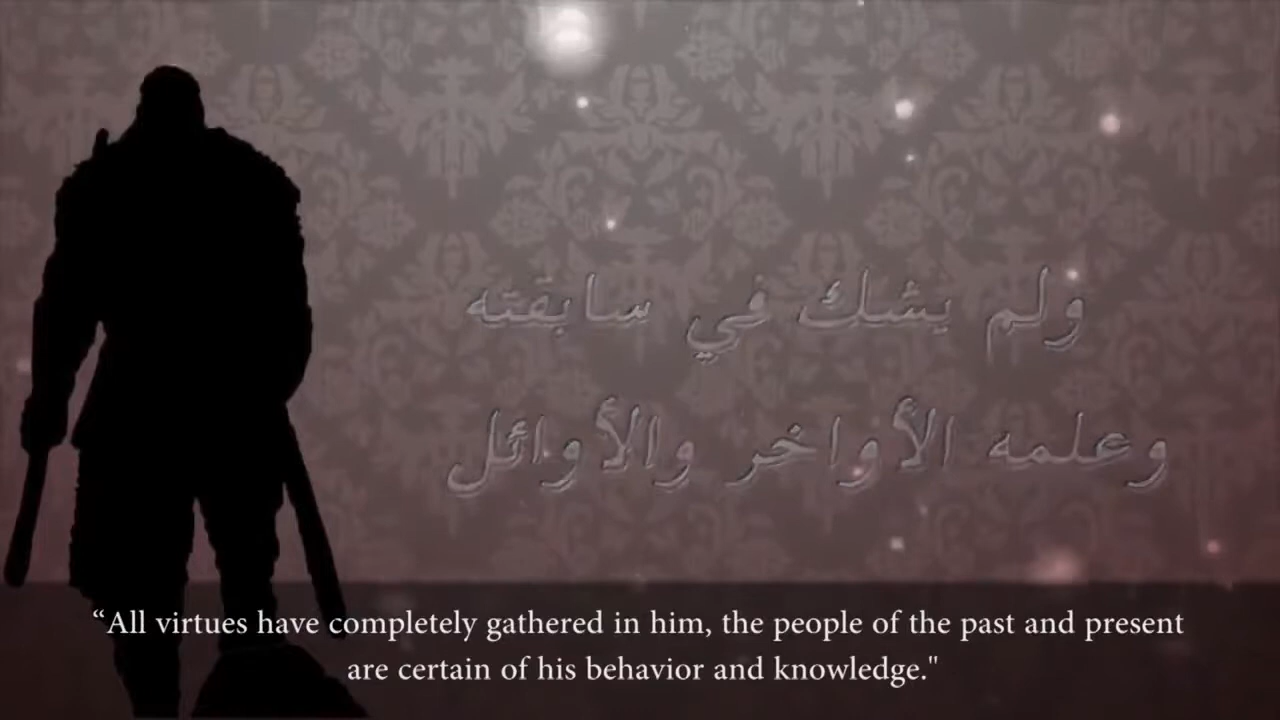 ولم يشك في سابقته
وعلمه الأواخر والأوائل
“All virtues have completely gathered in him, the people of the past and present
are certain of his behavior and knowledge."